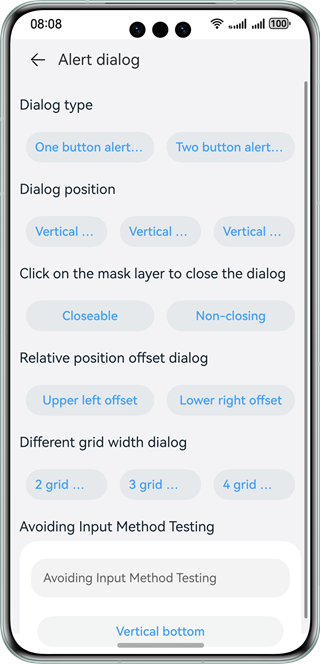 08:08
100
Alert dialog
Dialog type
One button alert...
Two button alert...
Dialog position
Vertical ...
Vertical ...
Vertical ...
Click on the mask layer to close the dialog
Closeable
Non-closing
Relative position offset dialog
Upper left offset
Lower right offset
Different grid width dialog
2 grid ...
3 grid ...
4 grid ...
Avoiding Input Method Testing
Avoiding Input Method Testing
Vertical bottom